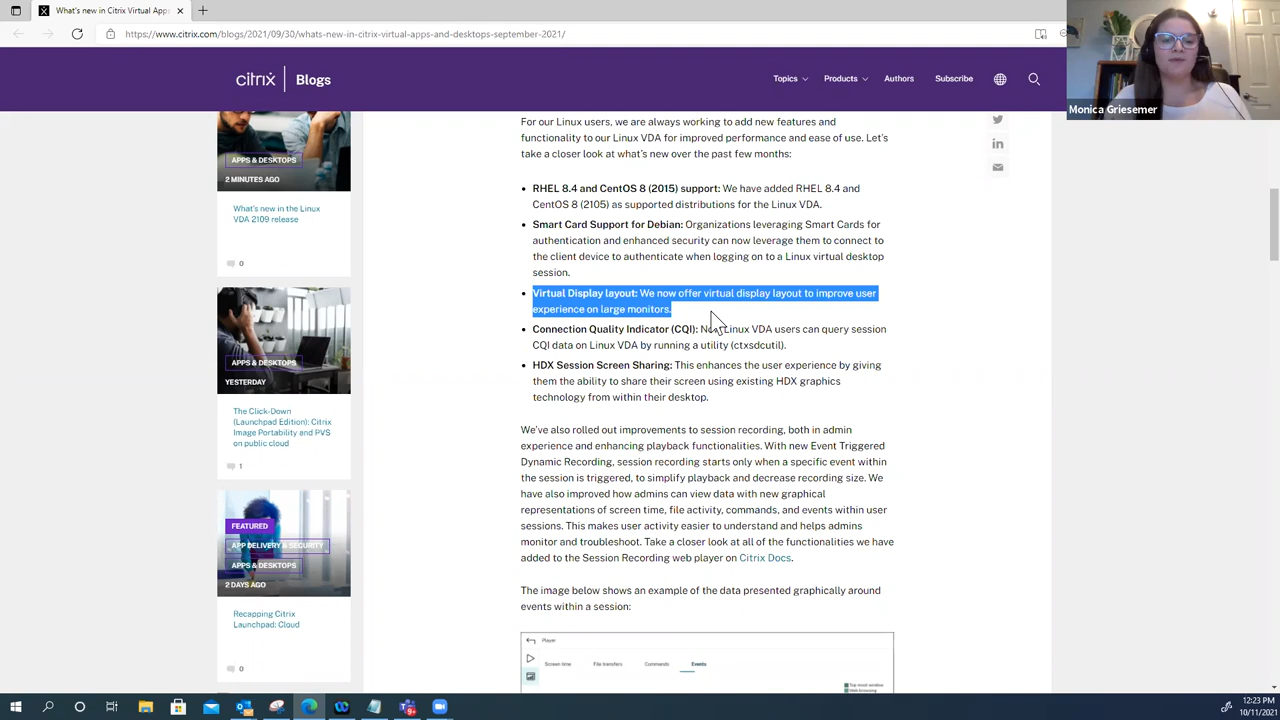 What's new in Citrix Virtual Apps
https://www.citrix.com/blogs/2021/09/30/whats-new-in-citrix-virtual-apps-and-desktops-september-2021/
citrix | Blogs
Topics
Products
Authors
Subscribe
Monica Griesemer
APPS & DESKTOPS
2 MINUTES AGO
What's new in the Linux
VDA 2109 release
0
APPS & DESKTOPS
YESTERDAY
The Click-Down
(Launchpad Edition): Citrix
Image Portability and PVS
on public cloud
1
FEATURED
APP DELIVERY & SECURITY
APPS & DESKTOPS
2 DAYS AGO
Recapping Citrix
Launchpad: Cloud
0
For our Linux users, we are always working to add new features and
functionality to our Linux VDA for improved performance and ease of use. Let's
take a closer look at what's new over the past few months:
• RHEL 8.4 and CentOS 8 (2015) support: We have added RHEL 8.4 and
CentOS 8 (2105) as supported distributions for the Linux VDA.
• Smart Card Support for Debian: Organizations leveraging Smart Cards for
authentication and enhanced security can now leverage them to connect to
the client device to authenticate when logging on to a Linux virtual desktop
session.
• Virtual Display layout: We now offer virtual display layout to improve user
experience on large monitors.
• Connection Quality Indicator (CQI): Linux VDA users can query session
CQI data on Linux VDA by running a utility (ctxsdcutil).
• HDX Session Screen Sharing: This enhances the user experience by giving
them the ability to share their screen using existing HDX graphics
technology from within their desktop.
We've also rolled out improvements to session recording, both in admin
experience and enhancing playback functionalities. With new Event Triggered
Dynamic Recording, session recording starts only when a specific event within
the session is triggered, to simplify playback and decrease recording size. We
have also improved how admins can view data with new graphical
representations of screen time, file activity, commands, and events within user
sessions. This makes user activity easier to understand and helps admins
monitor and troubleshoot. Take a closer look at all of the functionalities we have
added to the Session Recording web player on Citrix Docs.
The image below shows an example of the data presented graphically around
events within a session:
Player
Screen time
File transfers
Commands
Events
Top most window
Web browsing
12:23 PM
10/11/2021